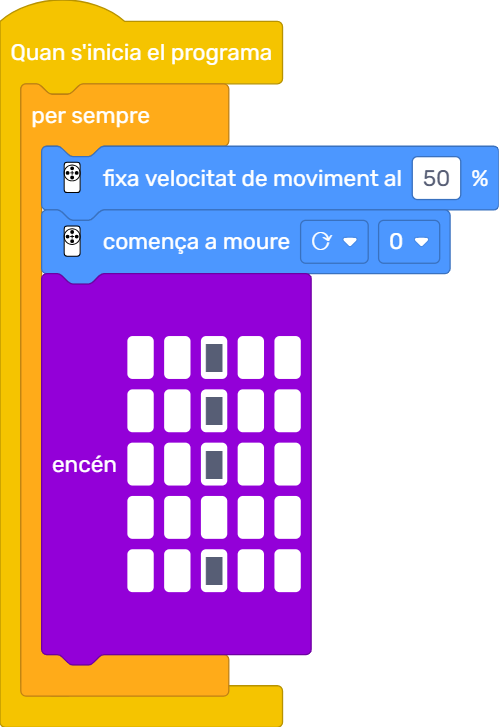 Quan s'inicia el programa
per sempre
fixa velocitat de moviment al 50 %
comença a moure 0
encén